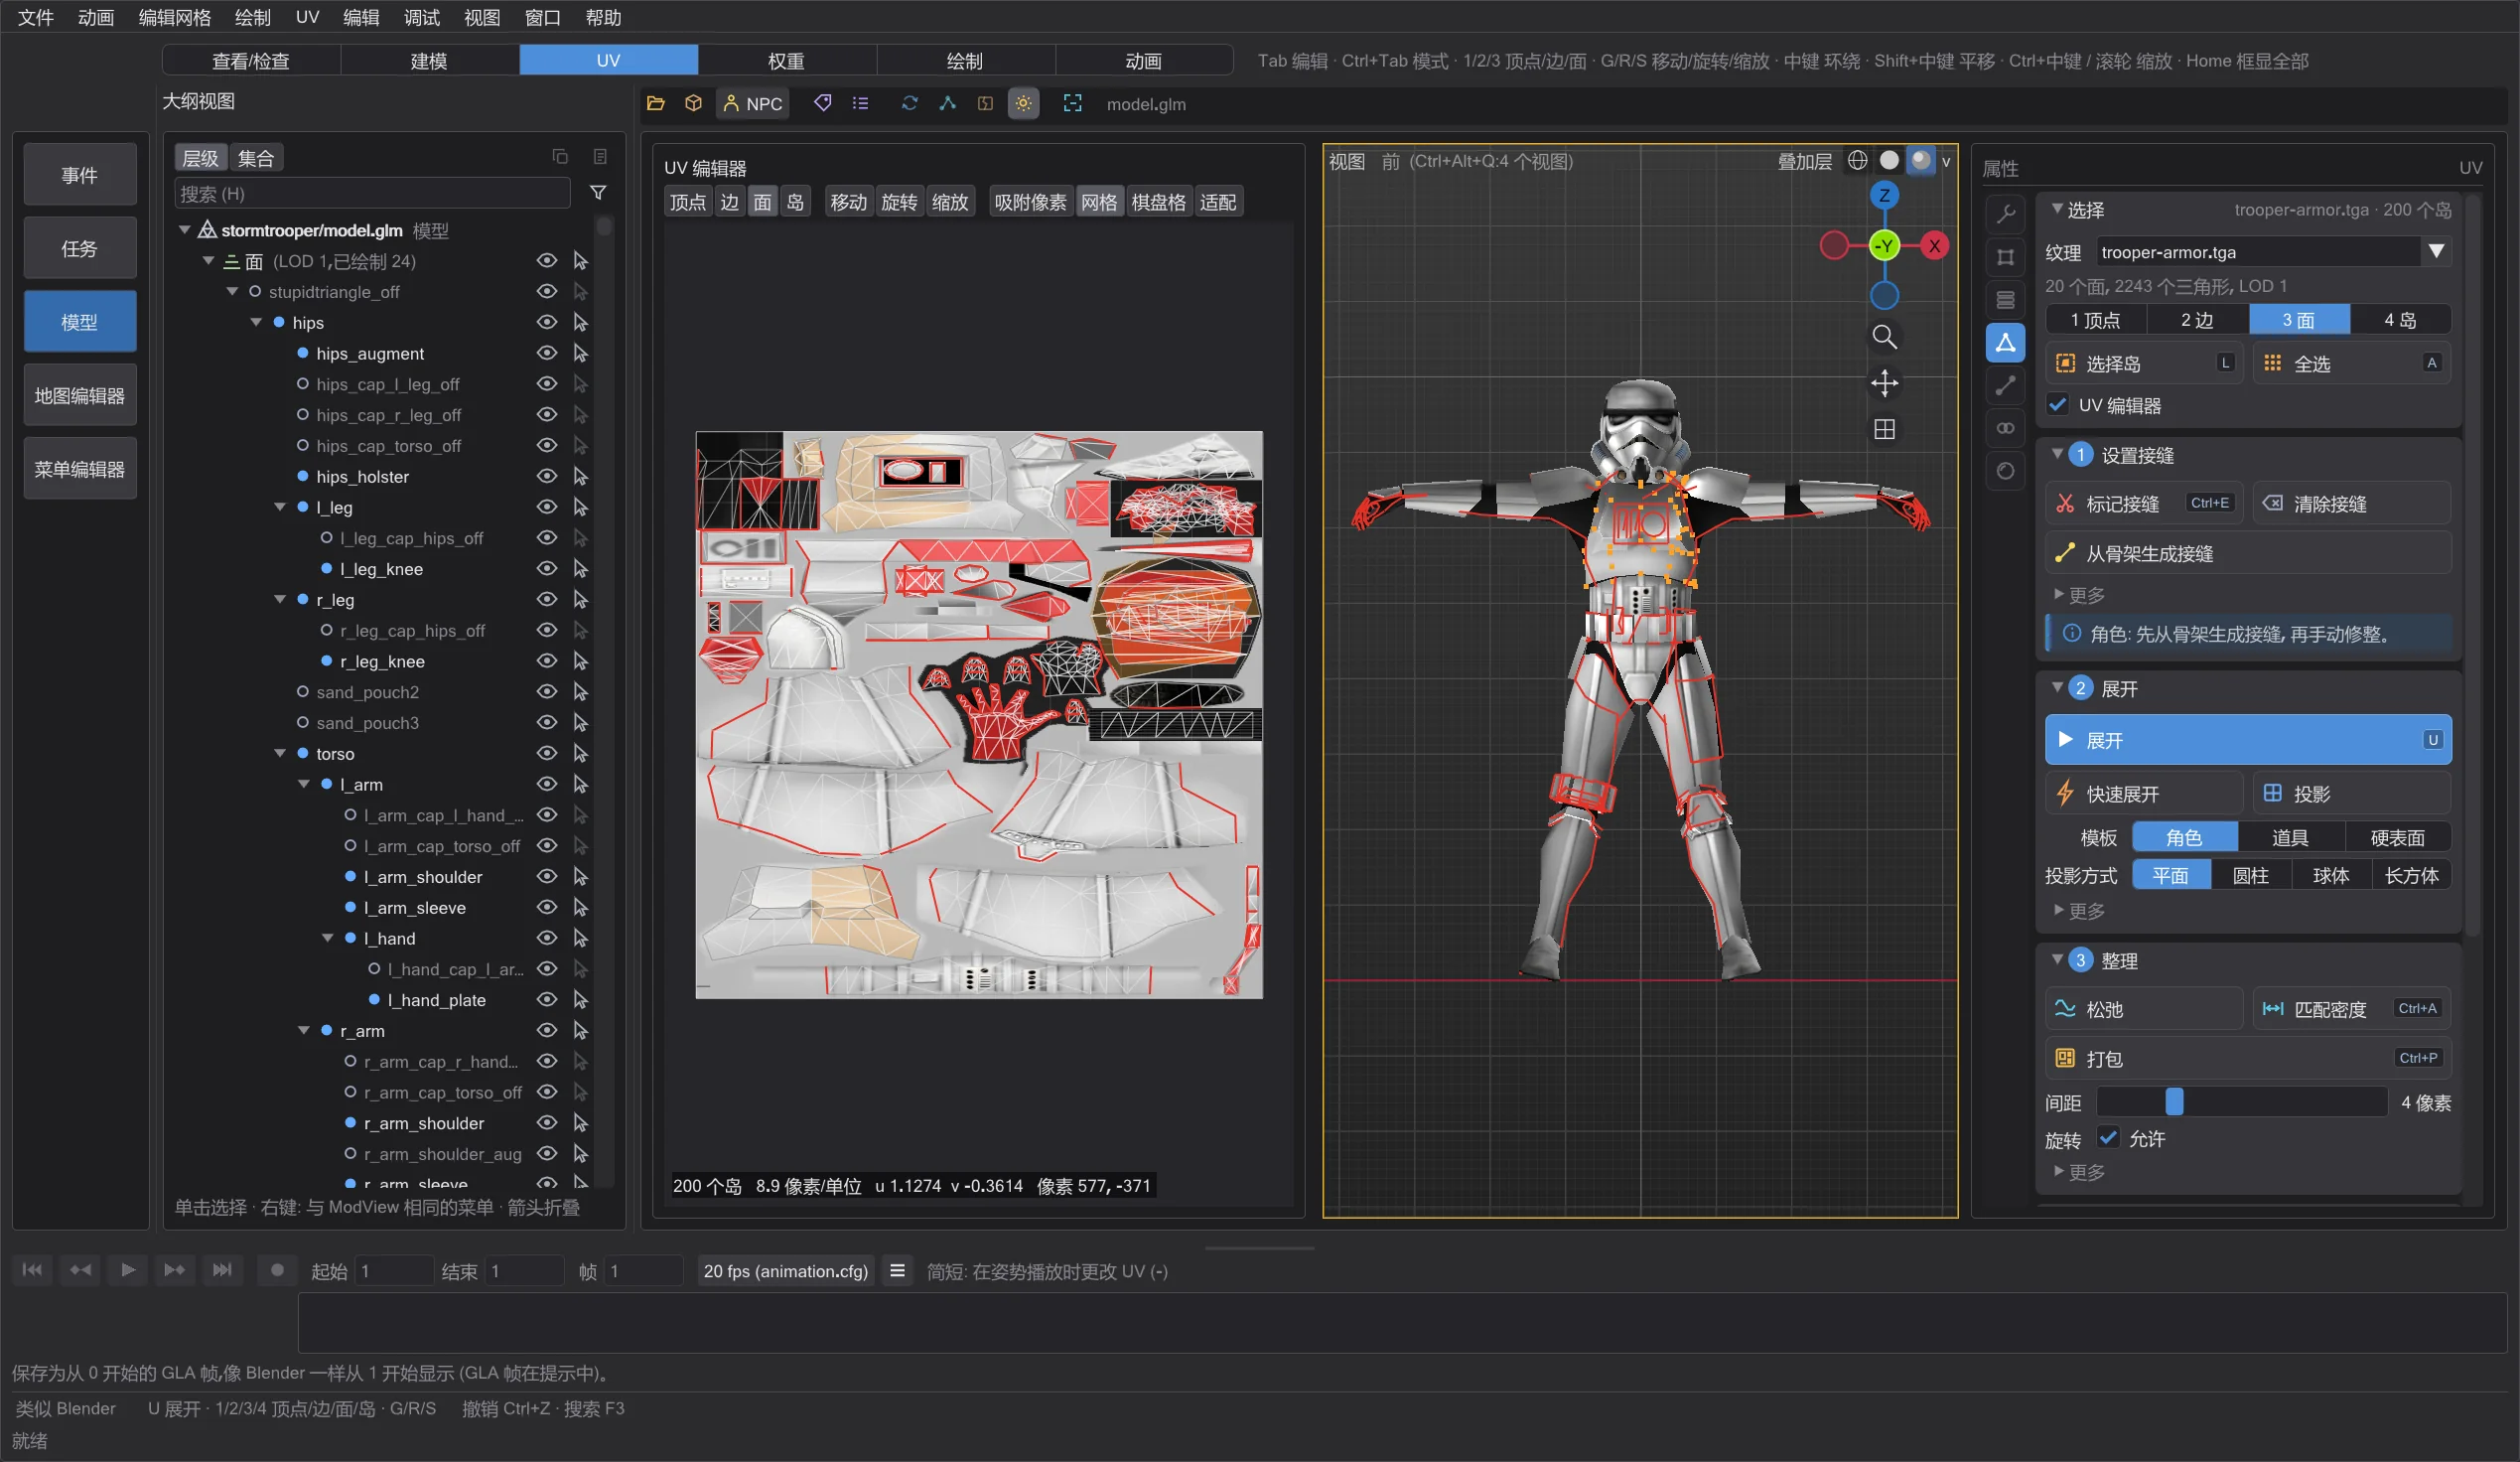 文件 动画 编辑网格 绘制 UV 编辑 调试 视图 窗口 帮助
查看/检查 建模 UV 权重 绘制 动画 Tab 编辑 · Ctrl+Tab 模式 · 1/2/3 顶点/边/面 · G/R/S 移动/旋转/缩放 · 中键 环绕 · Shift+中键 平移 · Ctrl+中键 / 滚轮 缩放 · Home 框显全部
事件
任务
模型
地图编辑器
菜单编辑器
大纲视图
层级 集合
搜索 (H)
stormtrooper/model.glm 模型
面 (LOD 1,已绘制 24)
stupidtriangle_off
hips
hips_augment
hips_cap_l_leg_off
hips_cap_r_leg_off
hips_cap_torso_off
hips_holster
l_leg
l_leg_cap_hips_off
l_leg_knee
r_leg
r_leg_cap_hips_off
r_leg_knee
sand_pouch2
sand_pouch3
torso
l_arm
l_arm_cap_l_hand_...
l_arm_cap_torso_off
l_arm_shoulder
l_arm_sleeve
l_hand
l_hand_cap_l_ar...
l_hand_plate
r_arm
r_arm_cap_r_hand...
r_arm_cap_torso_off
r_arm_shoulder
r_arm_shoulder_aug
r_arm_sleeve
单击选择 · 右键: 与 ModView 相同的菜单 · 箭头折叠
NPC model.glm
UV 编辑器
顶点 边 面 岛 移动 旋转 缩放 吸附像素 网格 棋盘格 适配
200 个岛 8.9 像素/单位 u 1.1274 v -0.3614 像素 577, -371
视图 前 (Ctrl+Alt+Q:4 个视图) 叠加层 v
Z
-Y X
属性 UV
选择 trooper-armor.tga · 200 个岛
纹理 trooper-armor.tga
20 个面, 2243 个三角形, LOD 1
1 顶点 2 边 3 面 4 岛
选择岛 L 全选 A
UV 编辑器
1 设置接缝
标记接缝 Ctrl+E 清除接缝
从骨架生成接缝
更多
角色: 先从骨架生成接缝, 再手动修整。
2 展开
展开 U
快速展开 投影
模板 角色 道具 硬表面
投影方式 平面 圆柱 球体 长方体
更多
3 整理
松弛 匹配密度 Ctrl+A
打包 Ctrl+P
间距 4 像素
旋转 允许
更多
起始 1 结束 1 帧 1 20 fps (animation.cfg) 简短: 在姿势播放时更改 UV (-)
保存为从 0 开始的 GLA 帧,像 Blender 一样从 1 开始显示 (GLA 帧在提示中)。
类似 Blender U 展开 · 1/2/3/4 顶点/边/面/岛 · G/R/S 撤销 Ctrl+Z · 搜索 F3
就绪